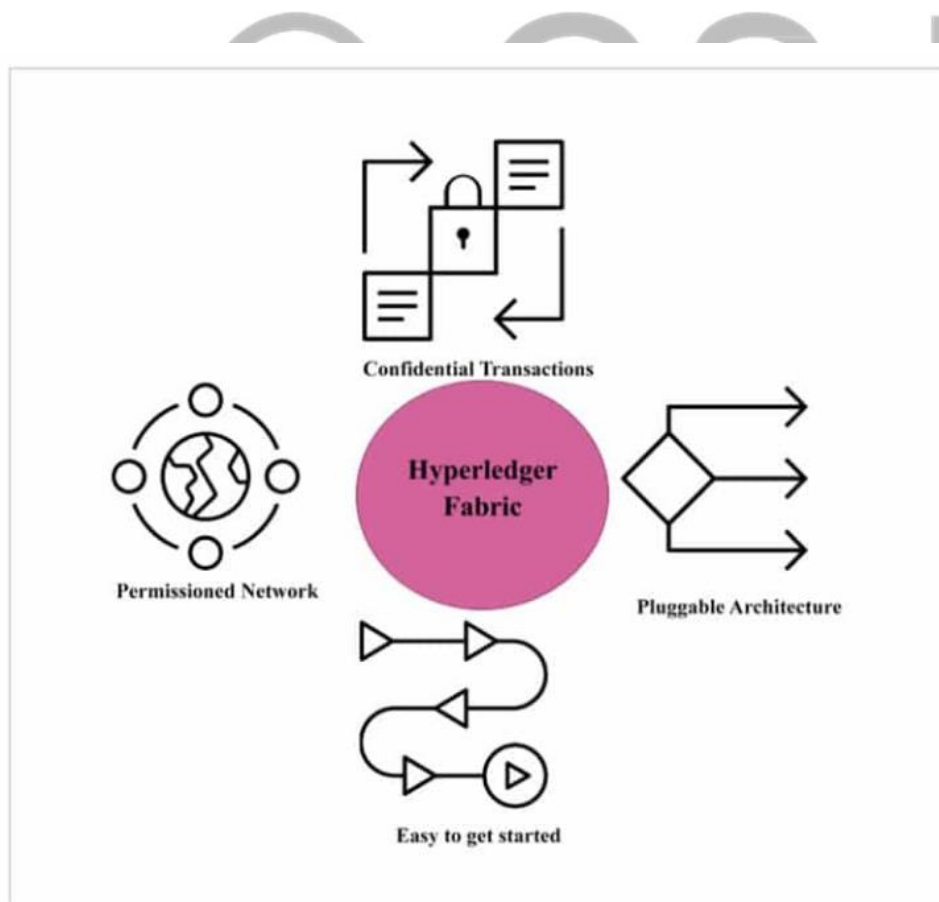 Confidential Transactions
Hyperledger
Fabric
Permissioned Network
Pluggable Architecture
Easy to get started